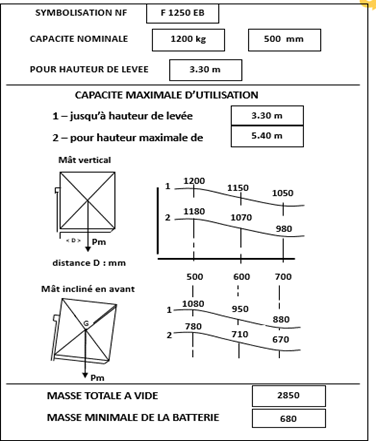 SYMBOLISATION NF F 1250 EB
CAPACITE NOMINALE 1200 kg 500 mm
POUR HAUTEUR DE LEVEE 3.30 m
CAPACITE MAXIMALE D'UTILISATION
1 – jusqu'à hauteur de levée 3.30 m
2 – pour hauteur maximale de 5.40 m
Mât vertical
1 1200 1150 1050
2 1180 1070 980
< D > Pm
distance D : mm
500 600 700
Mât incliné en avant
G
1 1080 950 880
2 780 710 670
Pm
MASSE TOTALE A VIDE 2850
MASSE MINIMALE DE LA BATTERIE 680